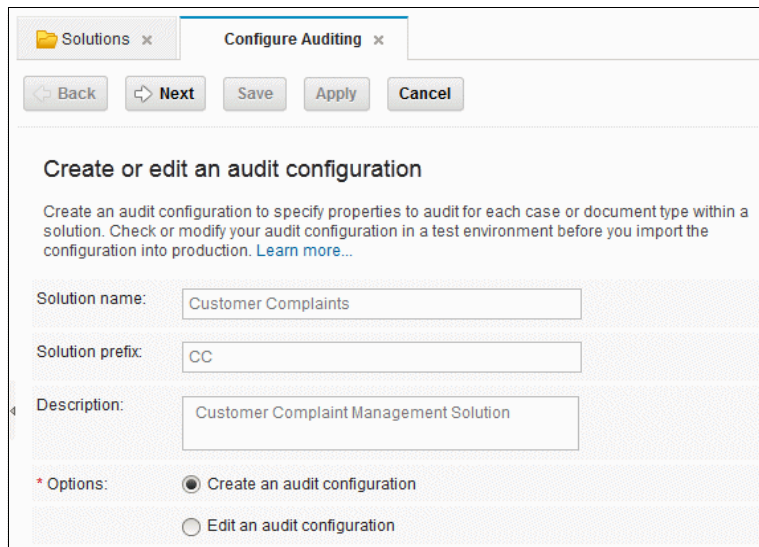 Solutions
Configure Auditing
Back
Next
Save
Apply
Cancel
Create or edit an audit configuration
Create an audit configuration to specify properties to audit for each case or document type within a
solution. Check or modify your audit configuration in a test environment before you import the
configuration into production. Learn more...
Solution name:
Customer Complaints
Solution prefix:
CC
Description:
Customer Complaint Management Solution
* Options:
Create an audit configuration
Edit an audit configuration